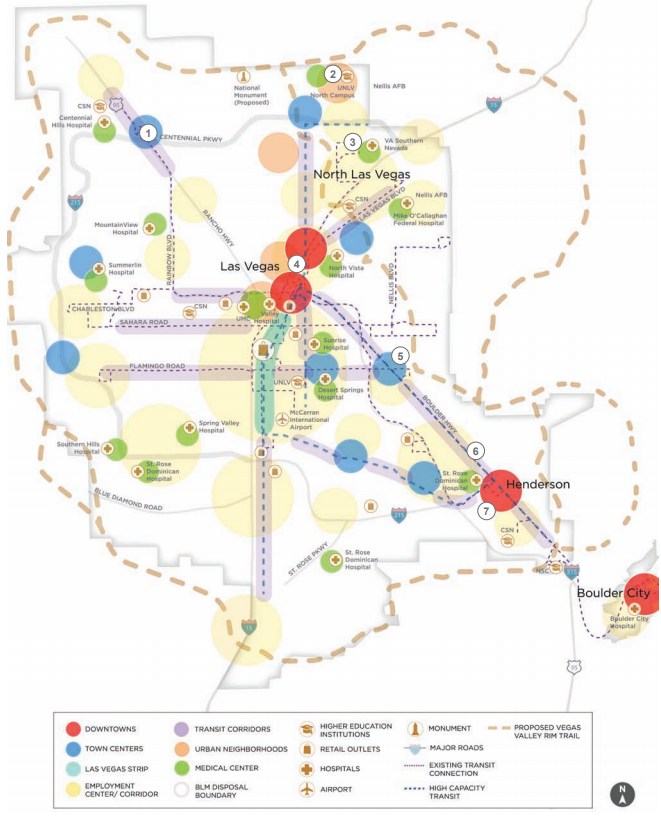 2
UNLV
North Campus
Nellis AFB
National
Monument
(Proposed)
95
CSN
Centennial
Hills Hospital
1
CENTENNIAL PKWY
15
3
VA Southern
Nevada
North Las Vegas
CSN
LAS VEGAS BLVD
Nellis AFB
Mike O'Callaghan
Federal Hospital
215
RANCHO HWY
MountainView
Hospital
RAINBOW BLVD
Summerlin
Hospital
Las Vegas
4
North Vista
Hospital
NELLIS BLVD
CHARLESTON BLVD
CSN
UMC
Valley
Hospital
SAHARA ROAD
Sunrise
Hospital
5
FLAMINGO ROAD
UNLV
Desert Springs
Hospital
BOULDER HWY
McCarran
International
Airport
Spring Valley
Hospital
Southern Hills
Hospital
St. Rose
Dominican
Hospital
6
St. Rose
Dominican
Hospital
Henderson
7
BLUE DIAMOND ROAD
215
CSN
ST. ROSE PKWY
St. Rose
Dominican
Hospital
NSC
Boulder City
Boulder City
Hospital
15
95
DOWNTOWNS
TOWN CENTERS
LAS VEGAS STRIP
EMPLOYMENT
CENTER/ CORRIDOR
TRANSIT CORRIDORS
URBAN NEIGHBORHOODS
MEDICAL CENTER
BLM DISPOSAL
BOUNDARY
HIGHER EDUCATION
INSTITUTIONS
RETAIL OUTLETS
HOSPITALS
AIRPORT
MONUMENT
MAJOR ROADS
EXISTING TRANSIT
CONNECTION
HIGH CAPACITY
TRANSIT
PROPOSED VEGAS
VALLEY RIM TRAIL
N